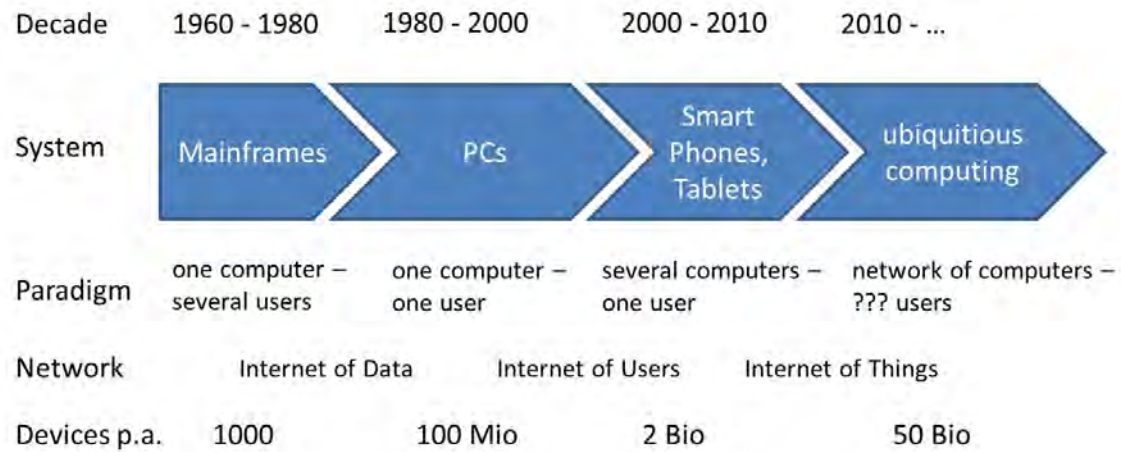 Decade 1960 - 1980 1980 - 2000 2000 - 2010 2010 - ...
System Mainframes PCs Smart Phones, Tablets ubiquitious computing
Paradigm one computer – several users one computer – one user several computers – one user network of computers – ??? users
Network Internet of Data Internet of Users Internet of Things
Devices p.a. 1000 100 Mio 2 Bio 50 Bio